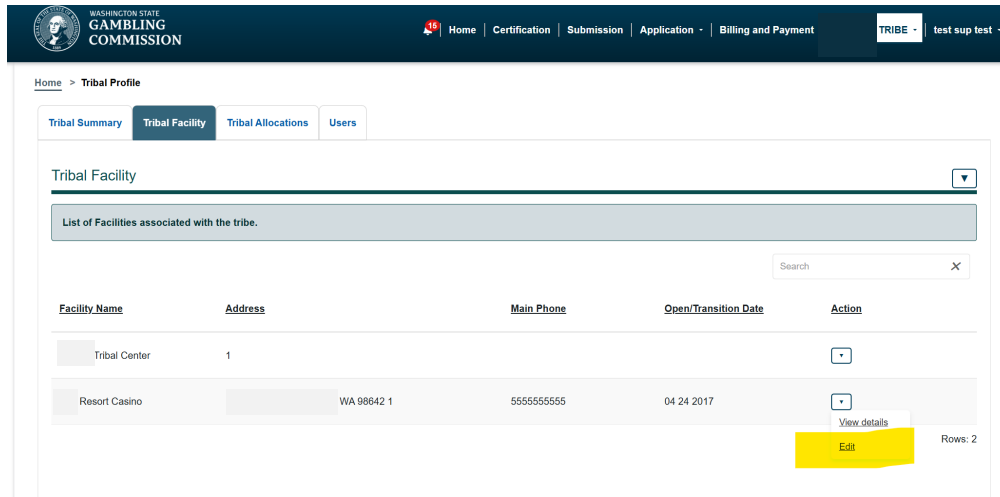 WASHINGTON STATE
GAMBLING
COMMISSION
15 Home | Certification | Submission | Application - | Billing and Payment TRIBE - | test sup test -
Home > Tribal Profile
Tribal Summary Tribal Facility Tribal Allocations Users
Tribal Facility
List of Facilities associated with the tribe.
Search
Facility Name Address Main Phone Open/Transition Date Action
Tribal Center 1
Resort Casino WA 98642 1 5555555555 04 24 2017
View details
Edit
Rows: 2